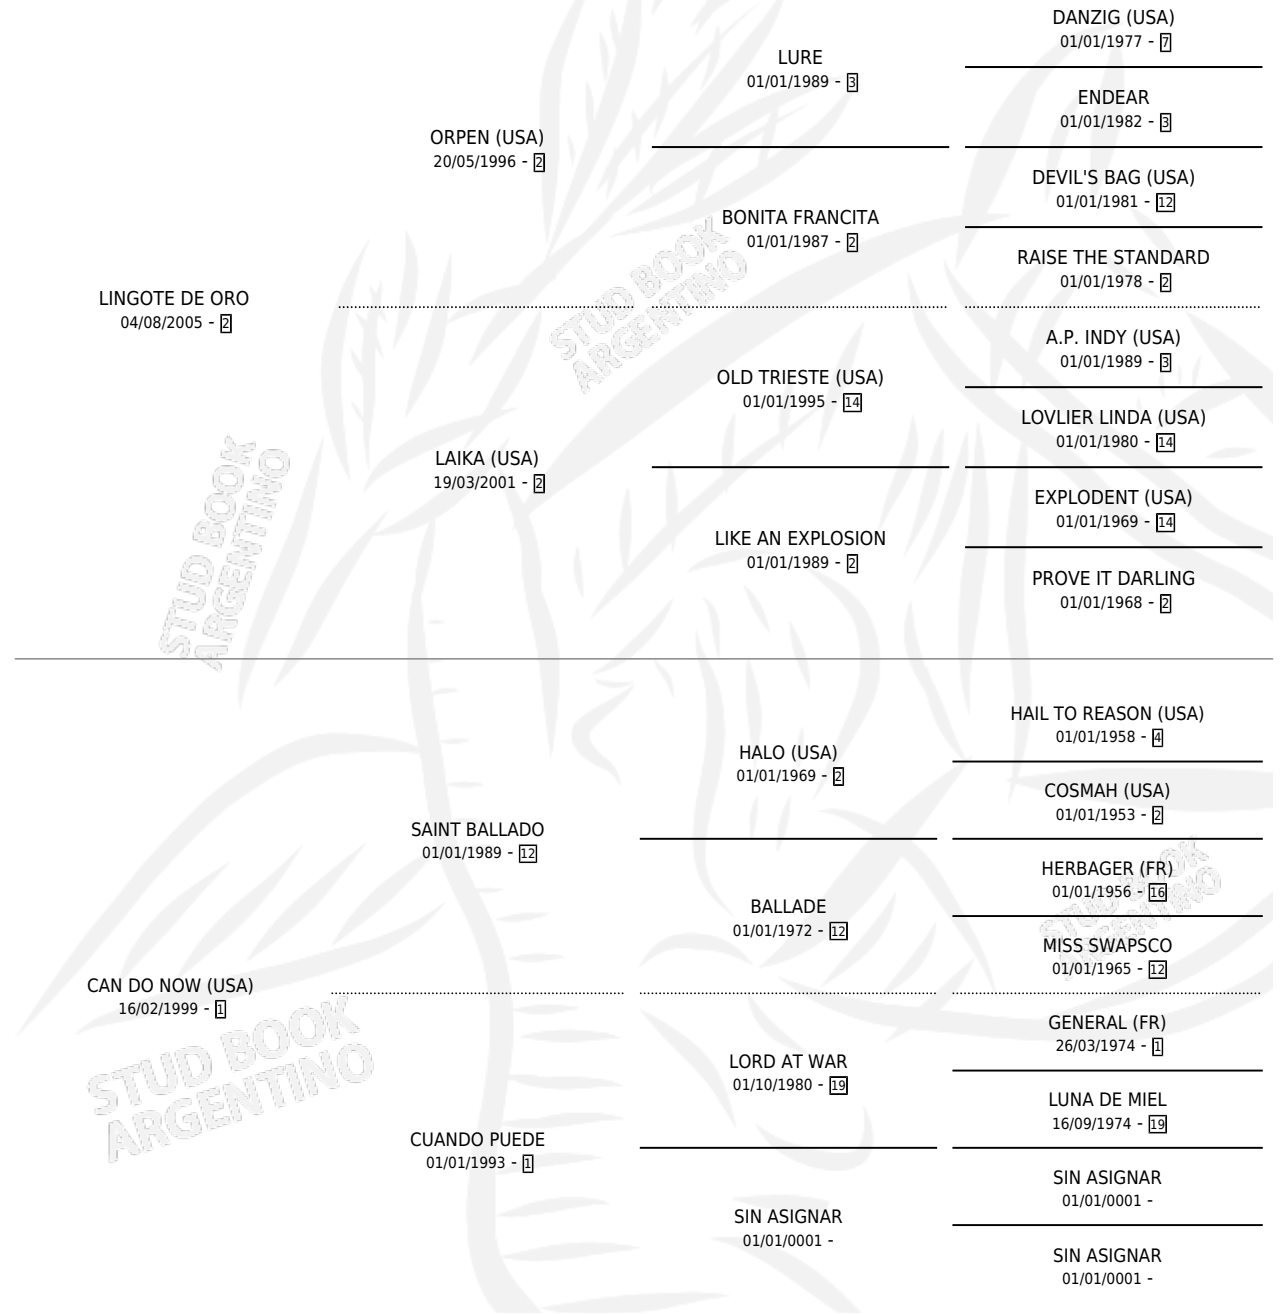 DANZIG (USA)
01/01/1977 - 7
LURE
01/01/1989 - 3
ENDEAR
01/01/1982 - 3
ORPEN (USA)
20/05/1996 - 2
DEVIL'S BAG (USA)
01/01/1981 - 12
BONITA FRANCITA
01/01/1987 - 2
RAISE THE STANDARD
01/01/1978 - 2
LINGOTE DE ORO
04/08/2005 - 2
STUD BOOK
ARGENTINO
A.P. INDY (USA)
01/01/1989 - 3
OLD TRIESTE (USA)
01/01/1995 - 14
LOVLIER LINDA (USA)
01/01/1980 - 14
LAIKA (USA)
19/03/2001 - 2
EXPLODENT (USA)
01/01/1969 - 14
LIKE AN EXPLOSION
01/01/1989 - 2
PROVE IT DARLING
01/01/1968 - 2
STUD BOOK
ARGENTINO
HAIL TO REASON (USA)
01/01/1958 - 4
HALO (USA)
01/01/1969 - 2
COSMAH (USA)
01/01/1953 - 2
SAINT BALLADO
01/01/1989 - 12
HERBAGER (FR)
01/01/1956 - 16
BALLADE
01/01/1972 - 12
MISS SWAPSCO
01/01/1965 - 12
STUD BOOK
ARGENTINO
CAN DO NOW (USA)
16/02/1999 - 1
STUD BOOK
ARGENTINO
GENERAL (FR)
26/03/1974 - 1
LORD AT WAR
01/10/1980 - 19
LUNA DE MIEL
16/09/1974 - 19
CUANDO PUEDE
01/01/1993 - 1
SIN ASIGNAR
01/01/0001 -
SIN ASIGNAR
01/01/0001 -
SIN ASIGNAR
01/01/0001 -